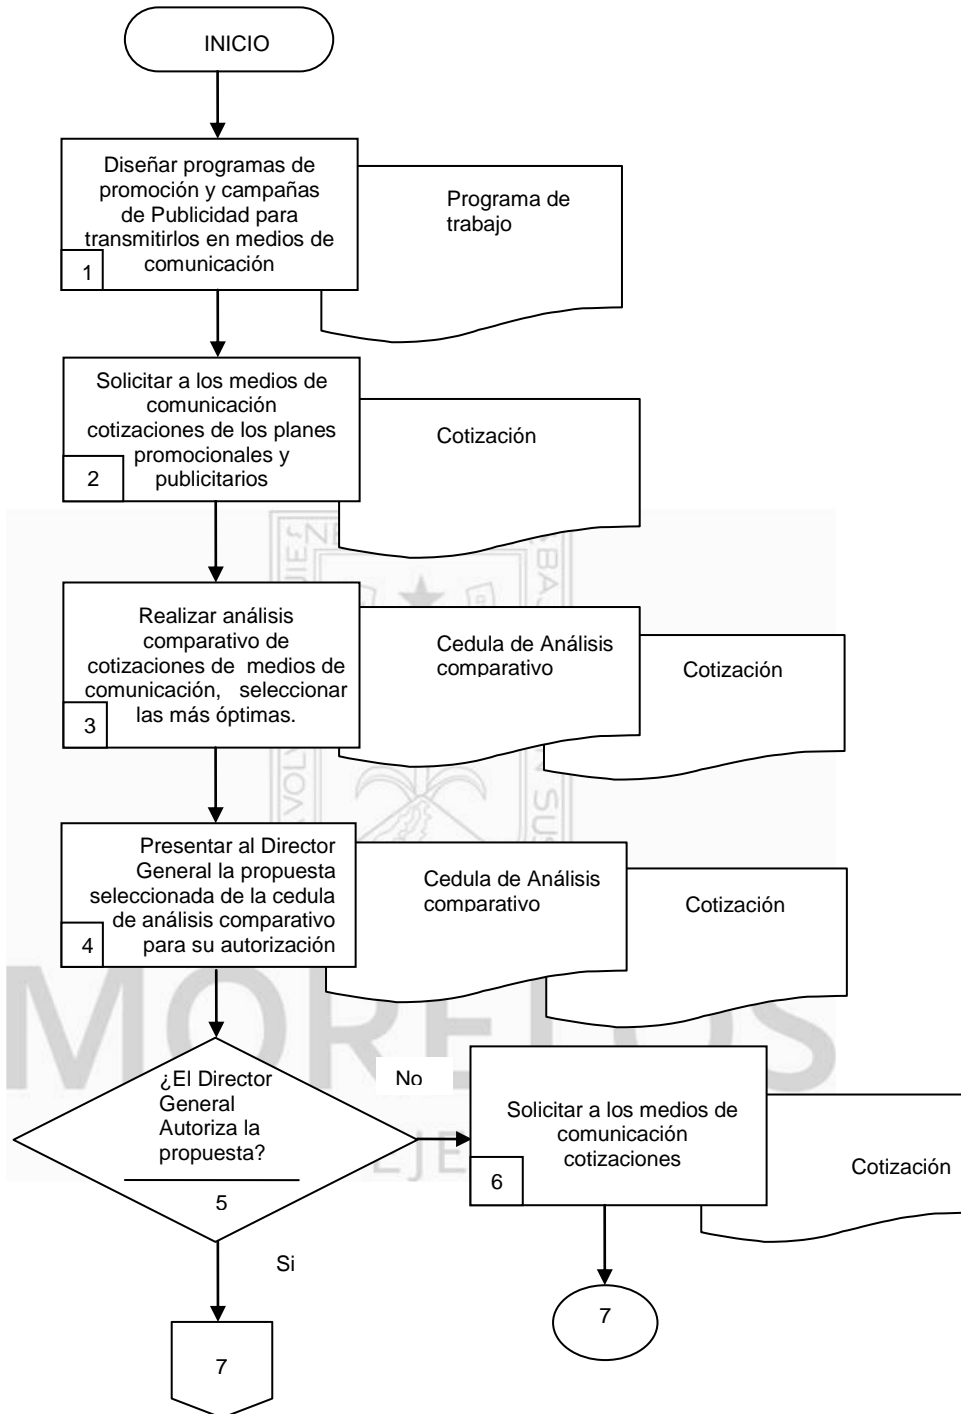 INICIO
Diseñar programas de
promoción y campañas
de Publicidad para
transmitirlos en medios de
comunicación
1
Programa de
trabajo
Solicitar a los medios de
comunicación
cotizaciones de los planes
promocionales y
publicitarios
2
Cotización
Realizar análisis
comparativo de
cotizaciones de medios de
comunicación, seleccionar
las más óptimas.
3
Cedula de Análisis
comparativo
Cotización
Presentar al Director
General la propuesta
seleccionada de la cedula
de análisis comparativo
para su autorización
4
Cedula de Análisis
comparativo
Cotización
MORELOS
¿El Director
General
Autoriza la
propuesta?
5
No
Solicitar a los medios de
comunicación
cotizaciones
6
Cotización
Si
7
7